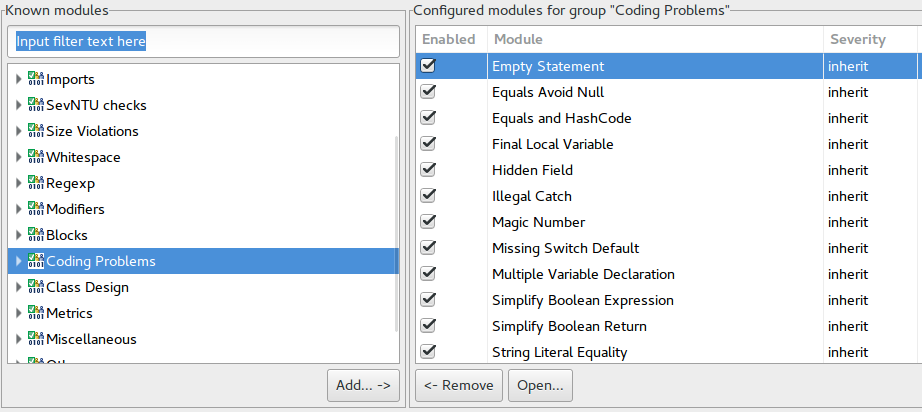 Known modules
Input filter text here
Imports
SevNTU checks
Size Violations
Whitespace
Regexp
Modifiers
Blocks
Coding Problems
Class Design
Metrics
Miscellaneous
Add... ->
Configured modules for group "Coding Problems"
Enabled Module Severity
Empty Statement inherit
Equals Avoid Null inherit
Equals and HashCode inherit
Final Local Variable inherit
Hidden Field inherit
Illegal Catch inherit
Magic Number inherit
Missing Switch Default inherit
Multiple Variable Declaration inherit
Simplify Boolean Expression inherit
Simplify Boolean Return inherit
String Literal Equality inherit
<- Remove Open...